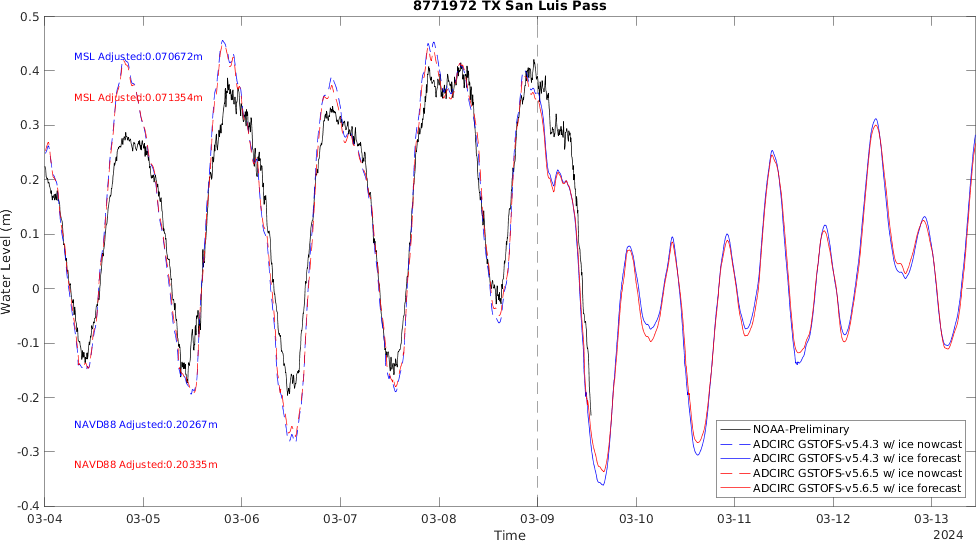 8771972 TX San Luis Pass
0.5
0.4
0.3
0.2
0.1
0
-0.1
-0.2
-0.3
-0.4
Water Level (m)
MSL Adjusted:0.070672m
MSL Adjusted:0.071354m
NAVD88 Adjusted:0.20267m
NAVD88 Adjusted:0.20335m
NOAA-Preliminary
ADCIRC GSTOFS-v5.4.3 w/ ice nowcast
ADCIRC GSTOFS-v5.4.3 w/ ice forecast
ADCIRC GSTOFS-v5.6.5 w/ ice nowcast
ADCIRC GSTOFS-v5.6.5 w/ ice forecast
03-04 03-05 03-06 03-07 03-08 03-09 03-10 03-11 03-12 03-13
Time
2024